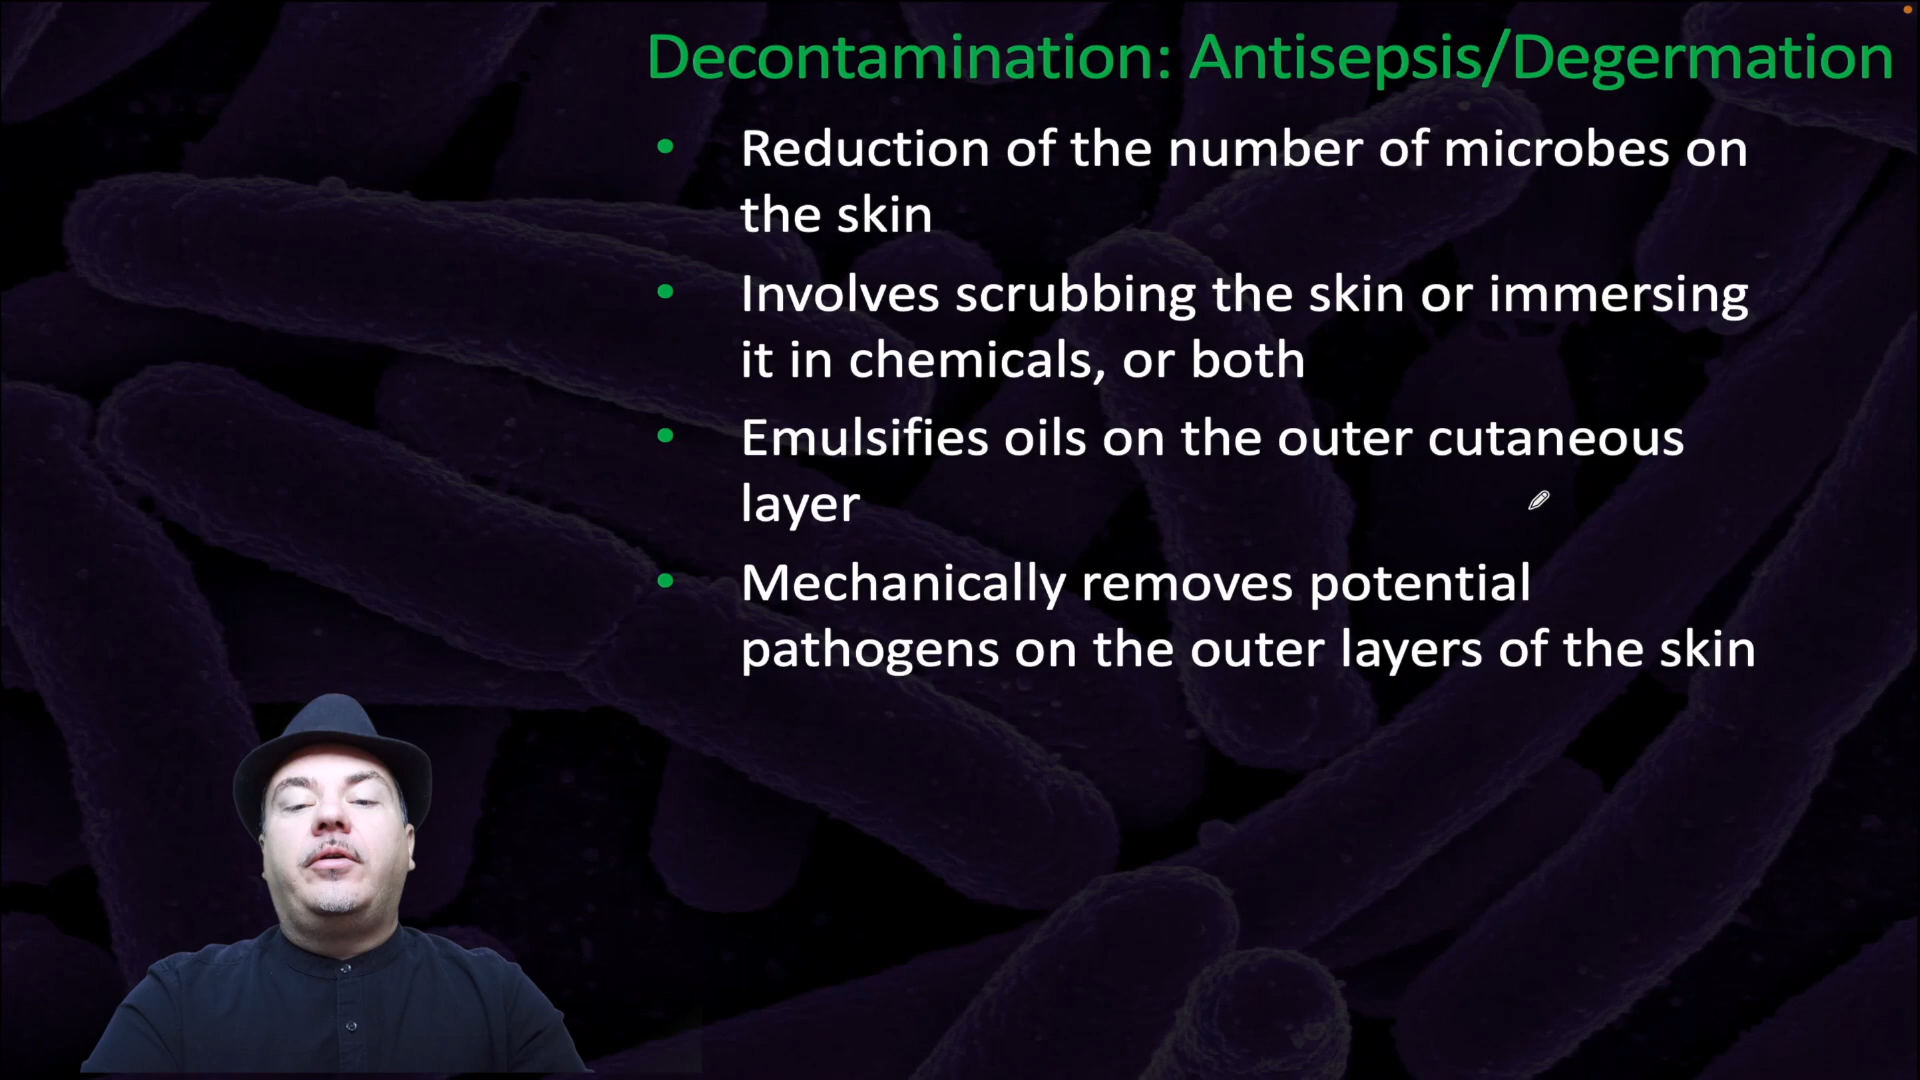 Decontamination: Antisepsis/Degermation
• Reduction of the number of microbes on
the skin
• Involves scrubbing the skin or immersing
it in chemicals, or both
• Emulsifies oils on the outer cutaneous
layer
• Mechanically removes potential
pathogens on the outer layers of the skin